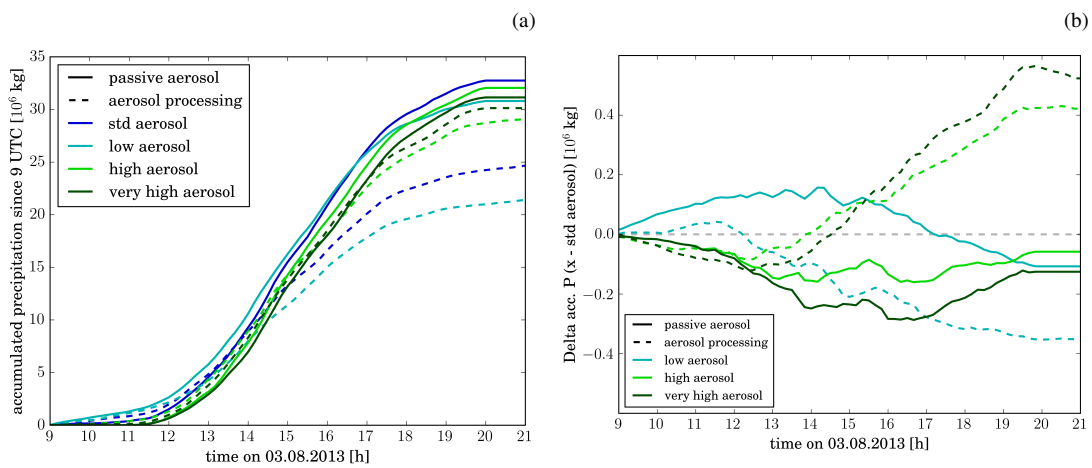 (a)
accumulated precipitation since 9 UTC [10⁶ kg]
35
30
25
20
15
10
5
0
passive aerosol
aerosol processing
std aerosol
low aerosol
high aerosol
very high aerosol
9 10 11 12 13 14 15 16 17 18 19 20 21
time on 03.08.2013 [h]
(b)
Delta acc. P (x - std aerosol) [10⁶ kg]
0.4
0.2
0.0
−0.2
−0.4
passive aerosol
aerosol processing
low aerosol
high aerosol
very high aerosol
9 10 11 12 13 14 15 16 17 18 19 20 21
time on 03.08.2013 [h]